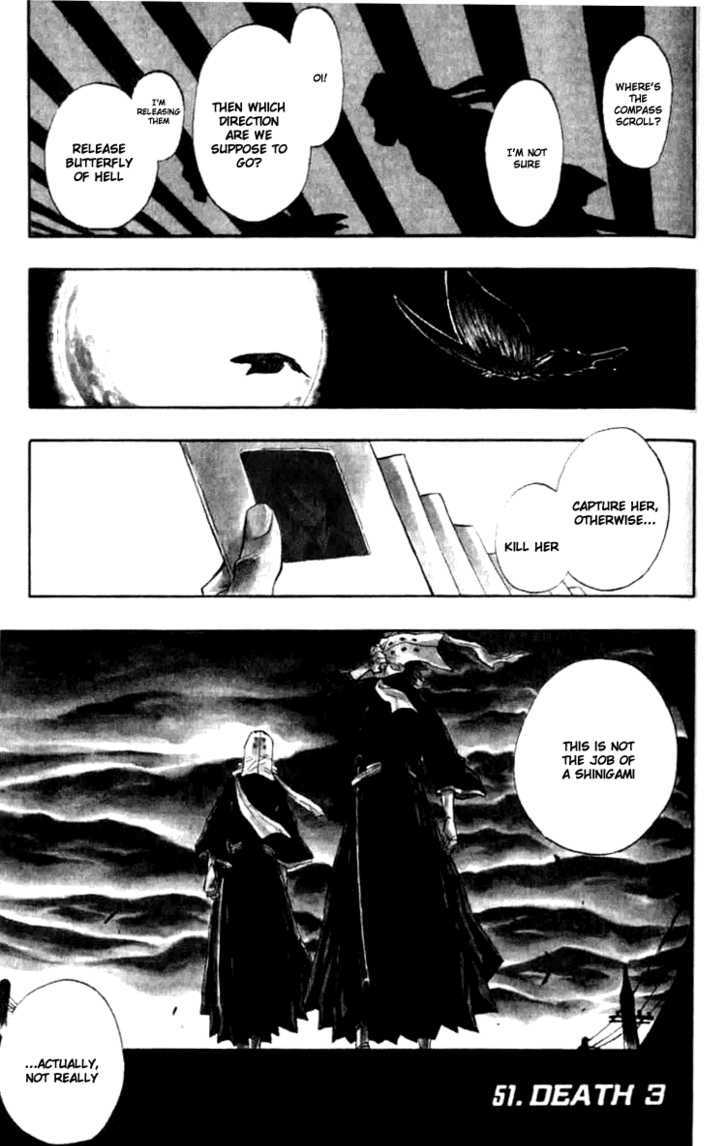 WHERE'S
THE
COMPASS
SCROLL?
I'M NOT
SURE
OI!
THEN WHICH
DIRECTION
ARE WE
SUPPOSE TO
GO?
I'M
RELEASING
THEM
RELEASE
BUTTERFLY
OF HELL
CAPTURE HER,
OTHERWISE...
KILL HER
THIS IS NOT
THE JOB OF
A SHINIGAMI
...ACTUALLY,
NOT REALLY
51. DEATH 3